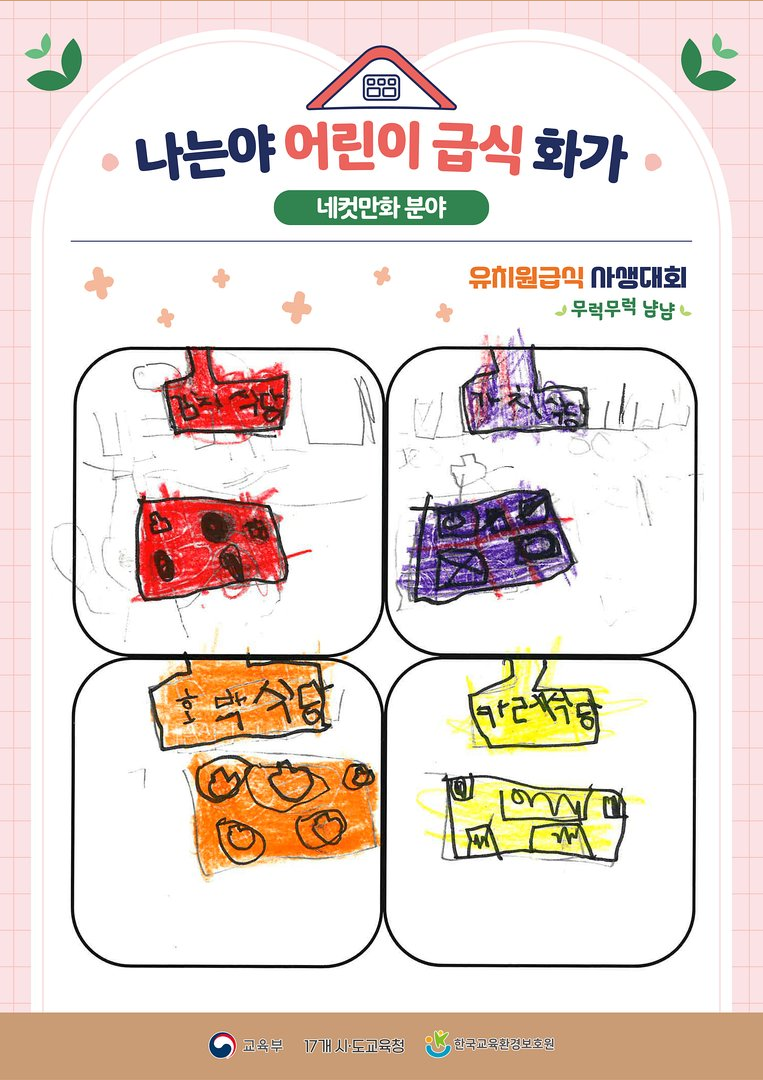 나는야 어린이 급식 화가
네컷만화 분야
유치원급식 사생대회
무럭무럭 냠냠
김치 식당
가지 식당
호박 식당
카레 식당
교육부 17개 시·도교육청 한국교육환경보호원